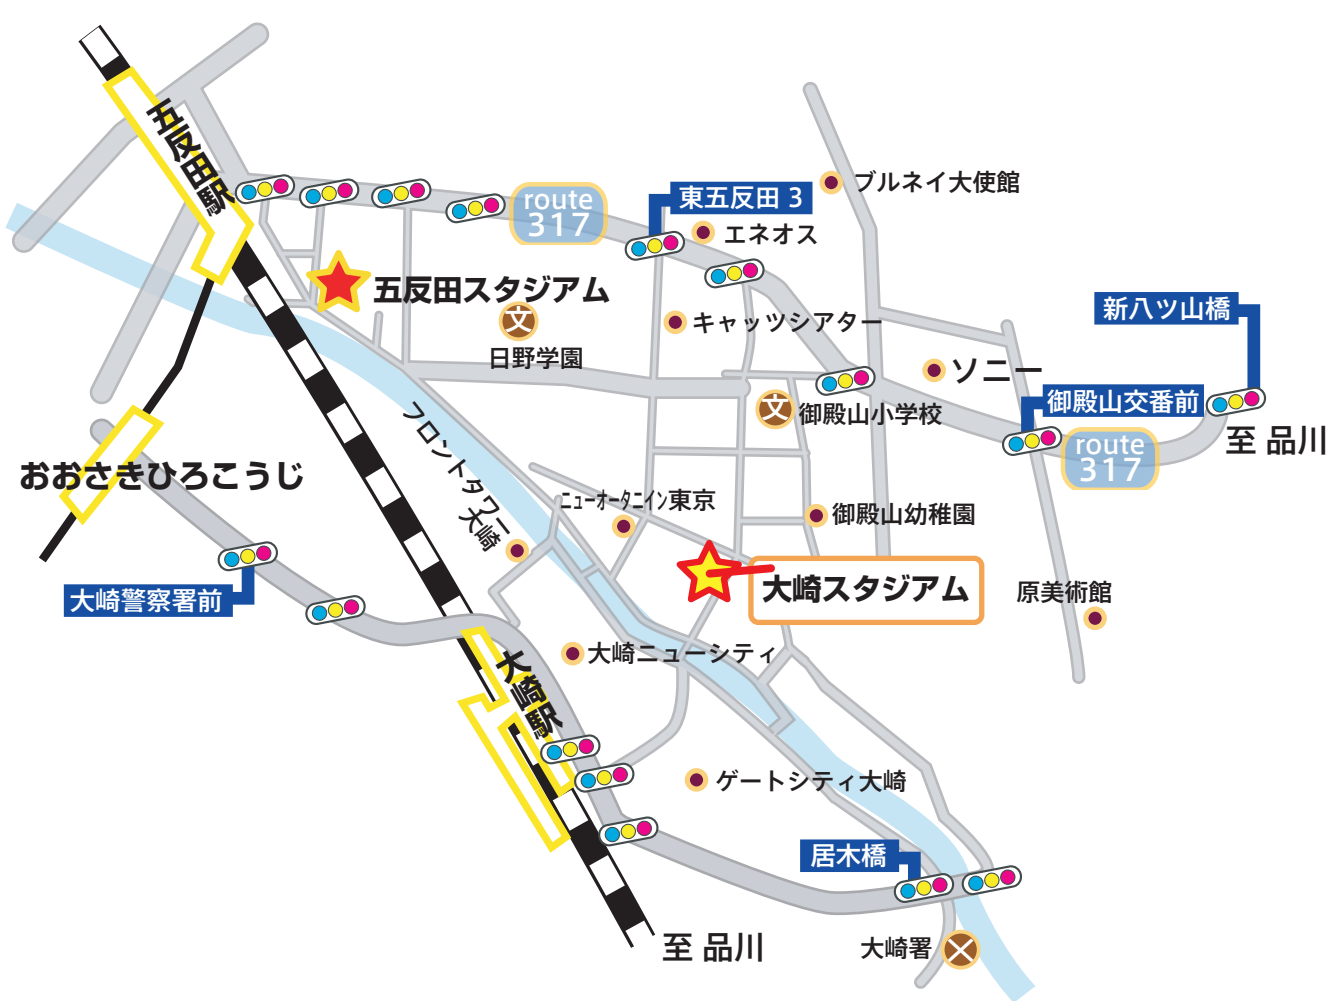 五反田駅
route
317
東五反田 3
ブルネイ大使館
エネオス
五反田スタジアム
日野学園
文
キャッツシアター
新八ツ山橋
ソニー
御殿山交番前
文
御殿山小学校
至 品川
route
317
おおさきひろこうじ
フロントタワー
大崎
ニューオータニイン東京
御殿山幼稚園
大崎警察署前
大崎スタジアム
原美術館
大崎ニューシティ
大崎駅
ゲートシティ大崎
居木橋
大崎署
至 品川